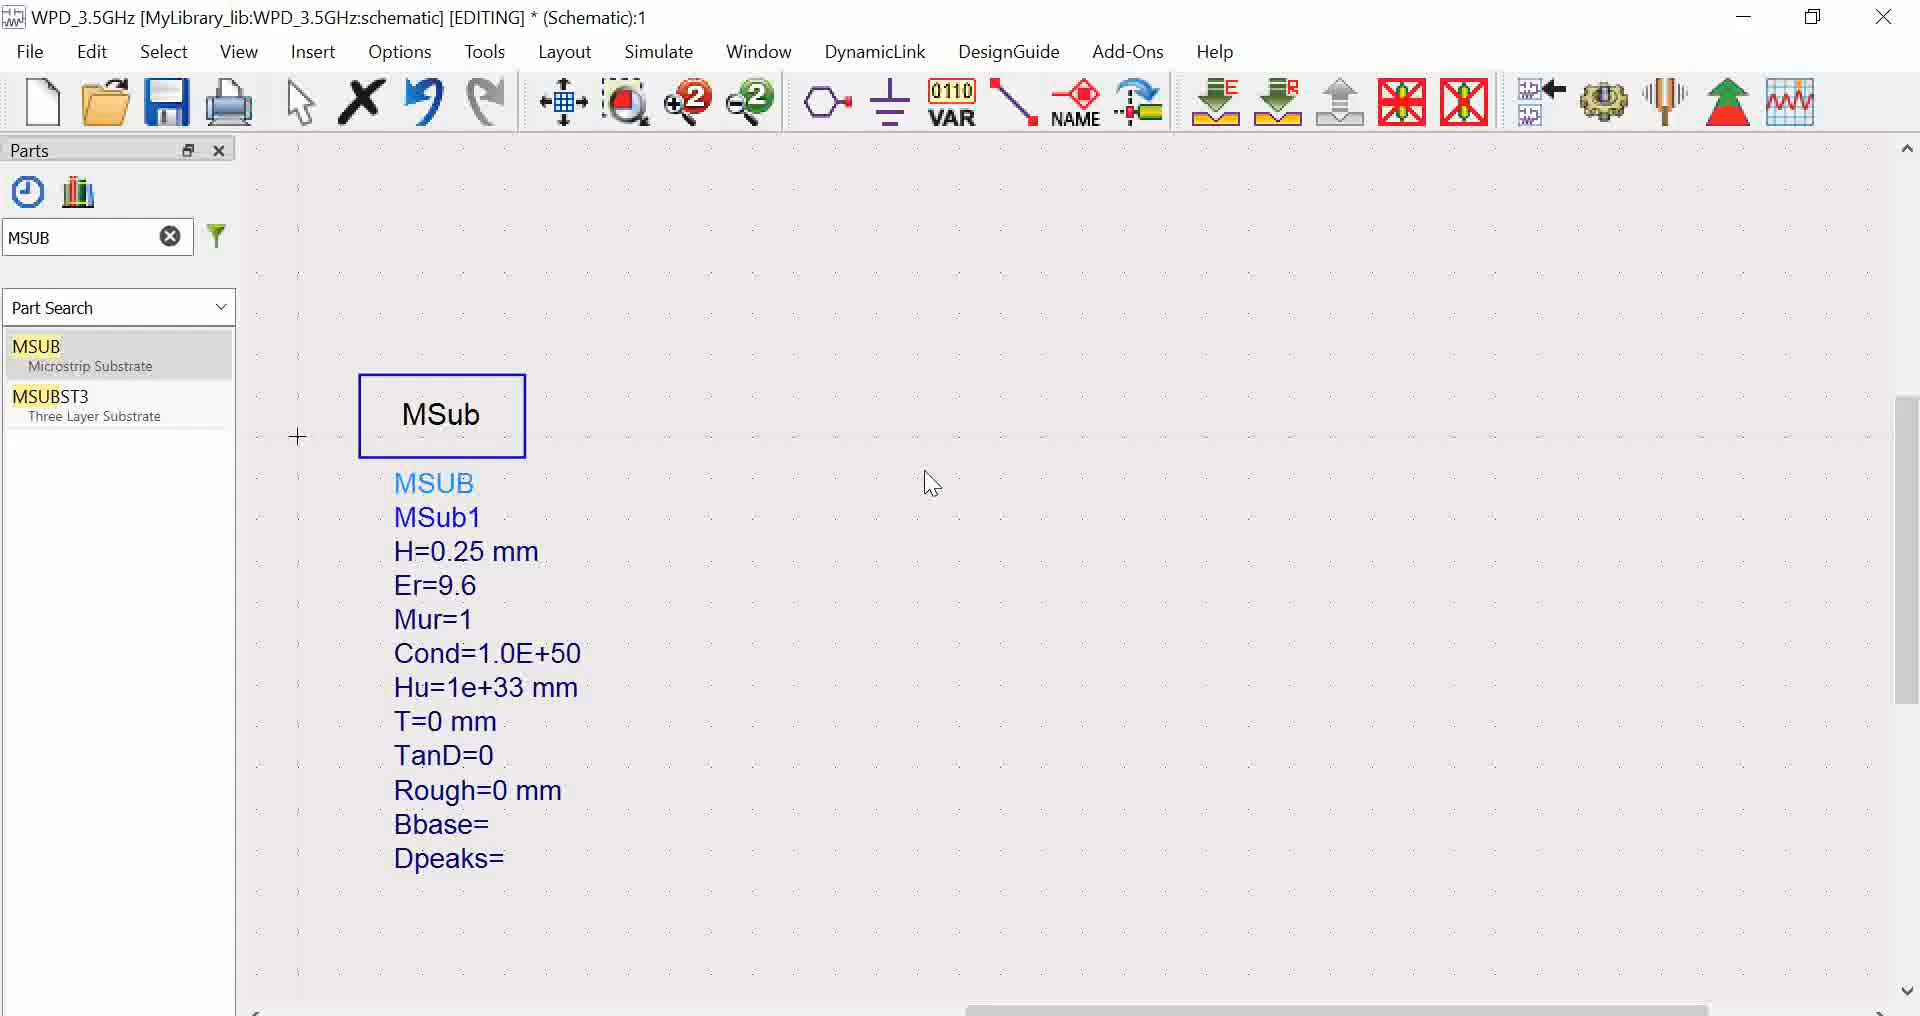 WPD_3.5GHz [MyLibrary_lib:WPD_3.5GHz:schematic] [EDITING] * (Schematic):1
File Edit Select View Insert Options Tools Layout Simulate Window DynamicLink DesignGuide Add-Ons Help
2 2 0110 VAR NAME E R
Parts
MSUB
Part Search
MSUB
Microstrip Substrate
MSUBST3
Three Layer Substrate
MSub
MSUB
MSub1
H=0.25 mm
Er=9.6
Mur=1
Cond=1.0E+50
Hu=1e+33 mm
T=0 mm
TanD=0
Rough=0 mm
Bbase=
Dpeaks=